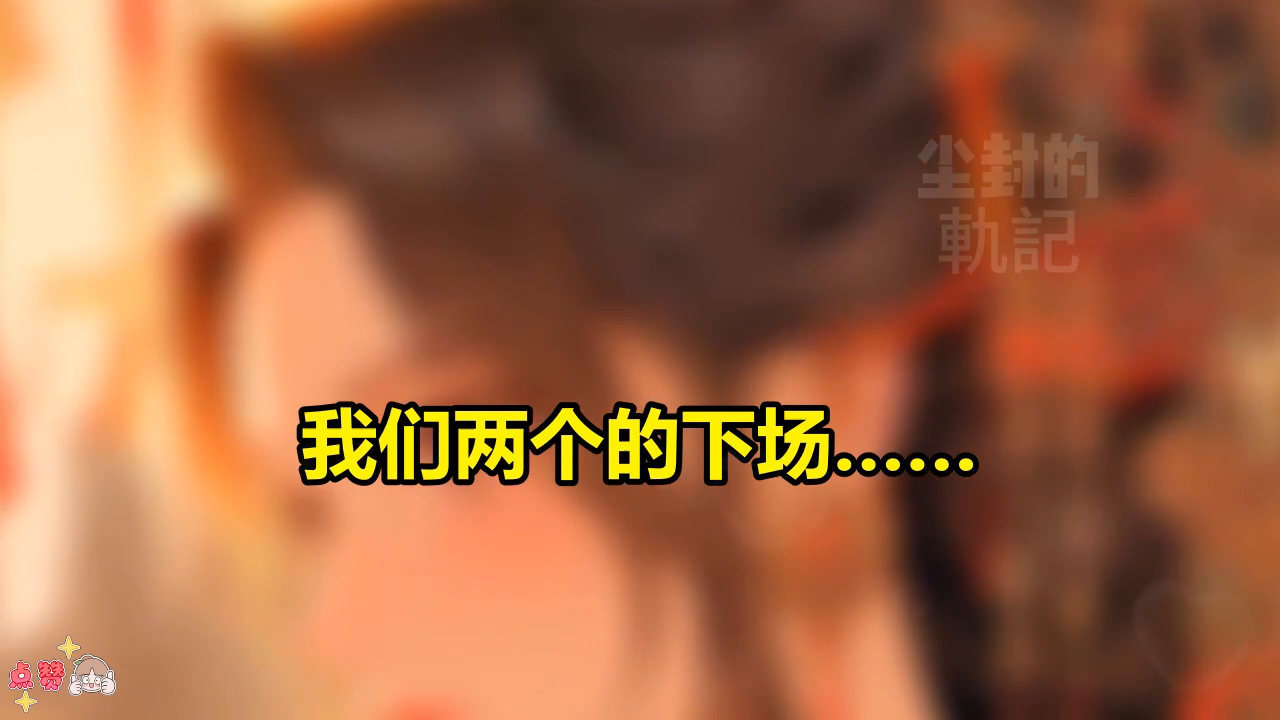 尘封的
軌記
我们两个的下场……
点赞